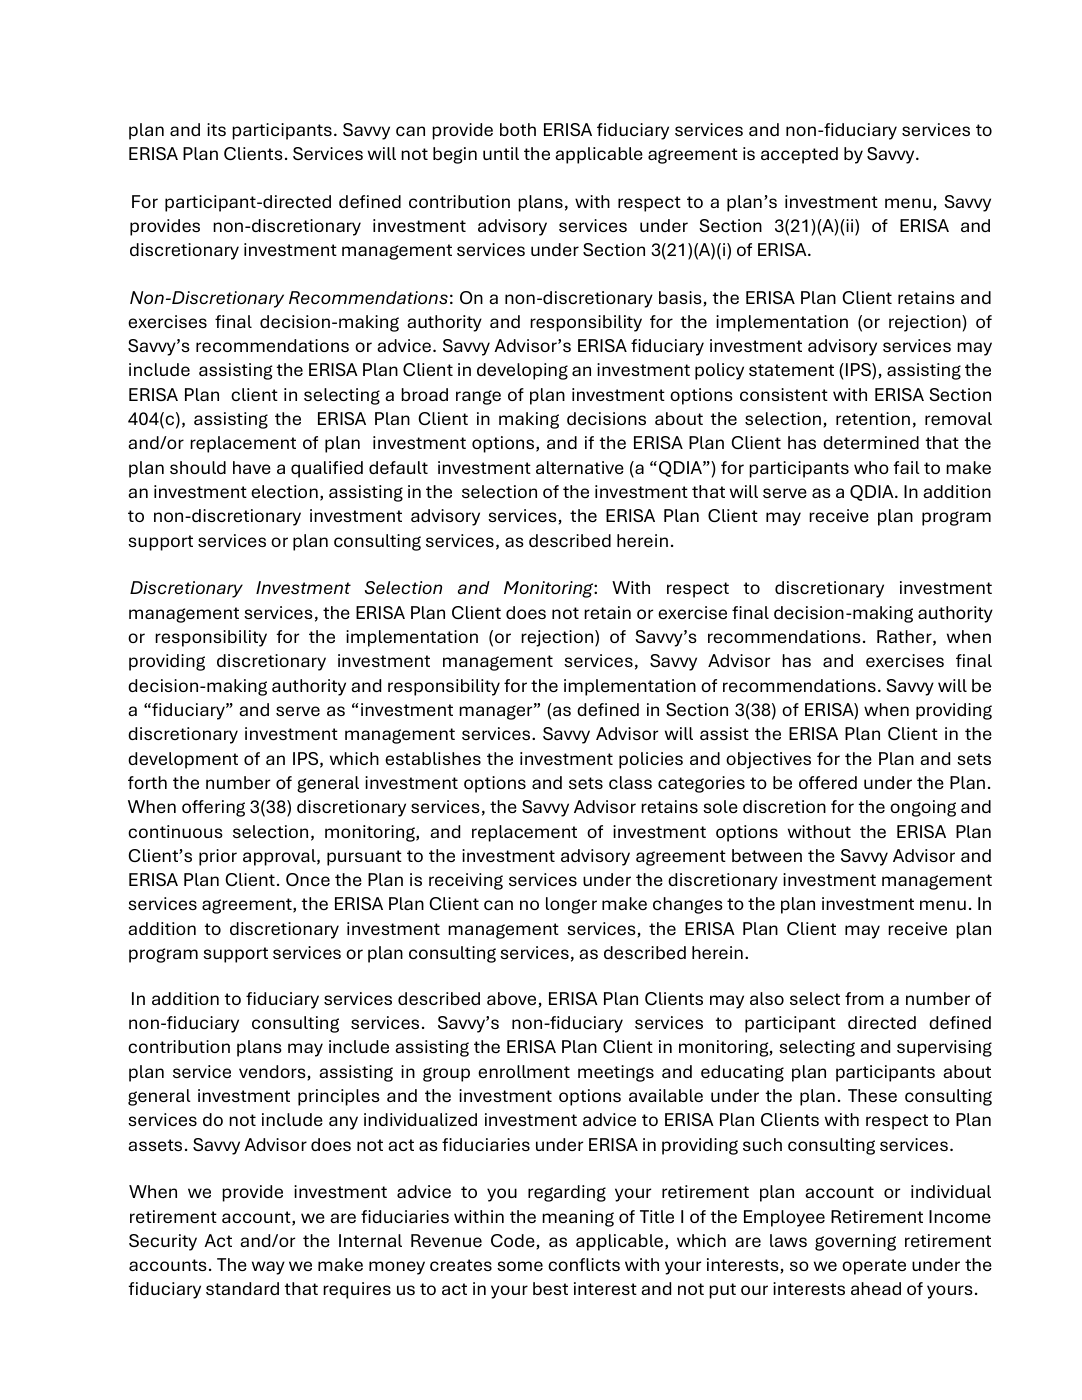 plan and its participants. Savvy can provide both ERISA fiduciary services and non-fiduciary services to
ERISA Plan Clients. Services will not begin until the applicable agreement is accepted by Savvy.
For participant-directed defined contribution plans, with respect to a plan’s investment menu, Savvy
provides non-discretionary investment advisory services under Section 3(21)(A)(ii) of ERISA and
discretionary investment management services under Section 3(21)(A)(i) of ERISA.
Non-Discretionary Recommendations: On a non-discretionary basis, the ERISA Plan Client retains and
exercises final decision-making authority and responsibility for the implementation (or rejection) of
Savvy’s recommendations or advice. Savvy Advisor’s ERISA fiduciary investment advisory services may
include assisting the ERISA Plan Client in developing an investment policy statement (IPS), assisting the
ERISA Plan client in selecting a broad range of plan investment options consistent with ERISA Section
404(c), assisting the ERISA Plan Client in making decisions about the selection, retention, removal
and/or replacement of plan investment options, and if the ERISA Plan Client has determined that the
plan should have a qualified default investment alternative (a “QDIA”) for participants who fail to make
an investment election, assisting in the selection of the investment that will serve as a QDIA. In addition
to non-discretionary investment advisory services, the ERISA Plan Client may receive plan program
support services or plan consulting services, as described herein.
Discretionary Investment Selection and Monitoring: With respect to discretionary investment
management services, the ERISA Plan Client does not retain or exercise final decision-making authority
or responsibility for the implementation (or rejection) of Savvy’s recommendations. Rather, when
providing discretionary investment management services, Savvy Advisor has and exercises final
decision-making authority and responsibility for the implementation of recommendations. Savvy will be
a “fiduciary” and serve as “investment manager” (as defined in Section 3(38) of ERISA) when providing
discretionary investment management services. Savvy Advisor will assist the ERISA Plan Client in the
development of an IPS, which establishes the investment policies and objectives for the Plan and sets
forth the number of general investment options and sets class categories to be offered under the Plan.
When offering 3(38) discretionary services, the Savvy Advisor retains sole discretion for the ongoing and
continuous selection, monitoring, and replacement of investment options without the ERISA Plan
Client’s prior approval, pursuant to the investment advisory agreement between the Savvy Advisor and
ERISA Plan Client. Once the Plan is receiving services under the discretionary investment management
services agreement, the ERISA Plan Client can no longer make changes to the plan investment menu. In
addition to discretionary investment management services, the ERISA Plan Client may receive plan
program support services or plan consulting services, as described herein.
In addition to fiduciary services described above, ERISA Plan Clients may also select from a number of
non-fiduciary consulting services. Savvy’s non-fiduciary services to participant directed defined
contribution plans may include assisting the ERISA Plan Client in monitoring, selecting and supervising
plan service vendors, assisting in group enrollment meetings and educating plan participants about
general investment principles and the investment options available under the plan. These consulting
services do not include any individualized investment advice to ERISA Plan Clients with respect to Plan
assets. Savvy Advisor does not act as fiduciaries under ERISA in providing such consulting services.
When we provide investment advice to you regarding your retirement plan account or individual
retirement account, we are fiduciaries within the meaning of Title I of the Employee Retirement Income
Security Act and/or the Internal Revenue Code, as applicable, which are laws governing retirement
accounts. The way we make money creates some conflicts with your interests, so we operate under the
fiduciary standard that requires us to act in your best interest and not put our interests ahead of yours.